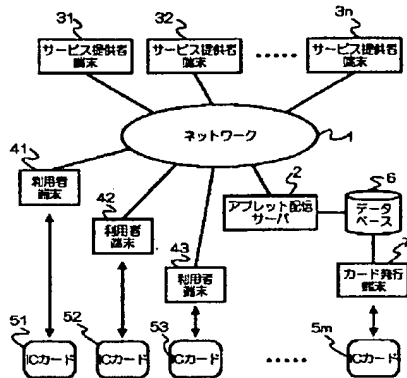 31
32
3n
サービス提供者
端末
サービス提供者
端末
サービス提供者
端末
ネットワーク
1
41
利用者
端末
42
利用者
端末
43
利用者
端末
2
アプレット配信
サーバ
6
データ
ベース
7
カード発行
端末
51
ICカード
52
ICカード
53
ICカード
5m
ICカード